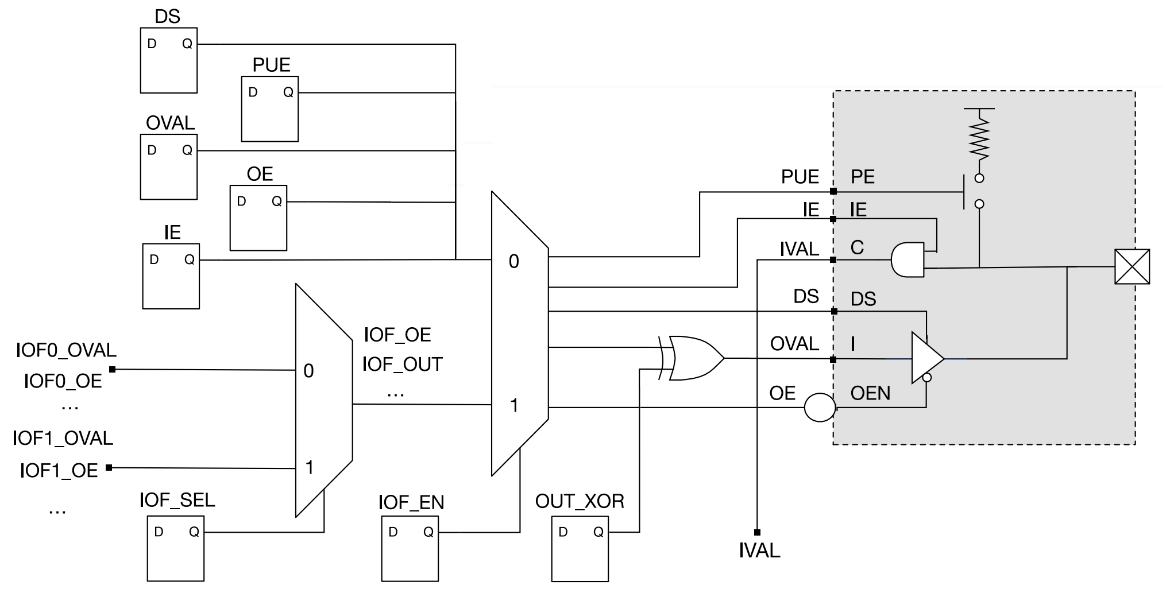 DS
D Q
PUE
D Q
OVAL
D Q
OE
D Q
IE
D Q
0
1
PUE PE
IE IE
IVAL C
DS DS
OVAL I
OE OEN
IOF0_OVAL
IOF0_OE
...
IOF1_OVAL
IOF1_OE
...
0
1
IOF_OE
IOF_OUT
...
IOF_SEL
D Q
IOF_EN
D Q
OUT_XOR
D Q
IVAL